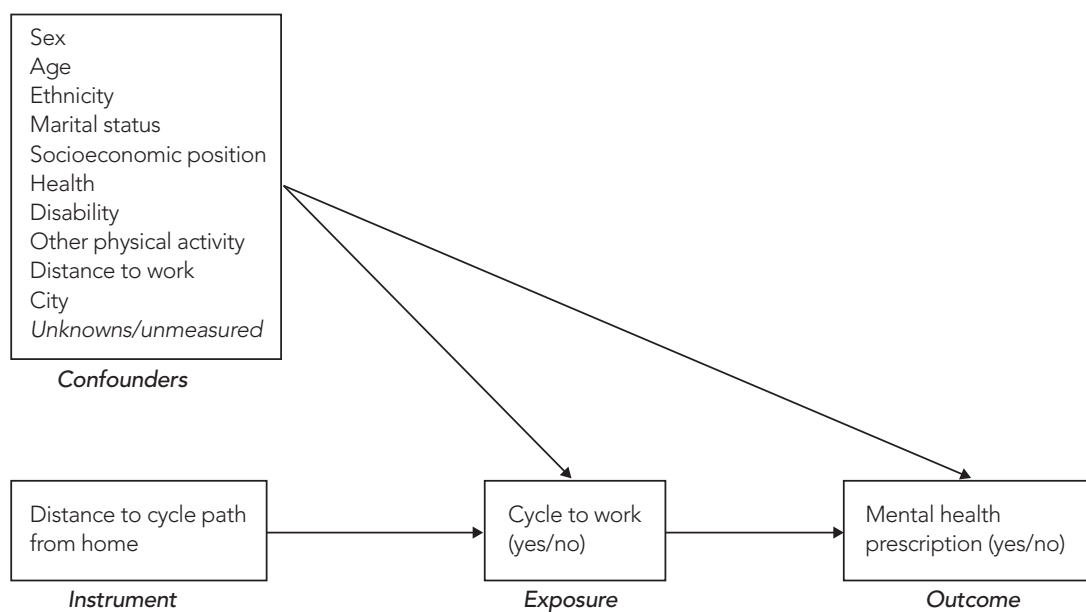 Sex
Age
Ethnicity
Marital status
Socioeconomic position
Health
Disability
Other physical activity
Distance to work
City
Unknowns/unmeasured
Confounders
Distance to cycle path
from home
Instrument
Cycle to work
(yes/no)
Exposure
Mental health
prescription (yes/no)
Outcome